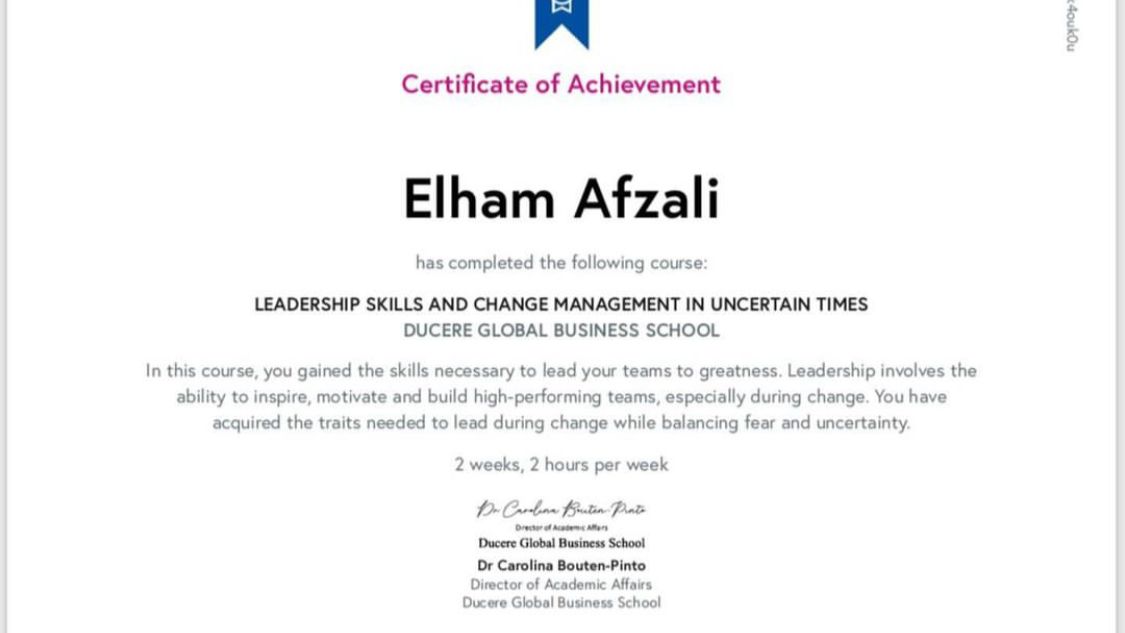 Certificate of Achievement
Elham Afzali
has completed the following course:
LEADERSHIP SKILLS AND CHANGE MANAGEMENT IN UNCERTAIN TIMES
DUCERE GLOBAL BUSINESS SCHOOL
In this course, you gained the skills necessary to lead your teams to greatness. Leadership involves the
ability to inspire, motivate and build high-performing teams, especially during change. You have
acquired the traits needed to lead during change while balancing fear and uncertainty.
2 weeks, 2 hours per week
Dr Carolina Bouten-Pinto
Director of Academic Affairs
Ducere Global Business School
Dr Carolina Bouten-Pinto
Director of Academic Affairs
Ducere Global Business School